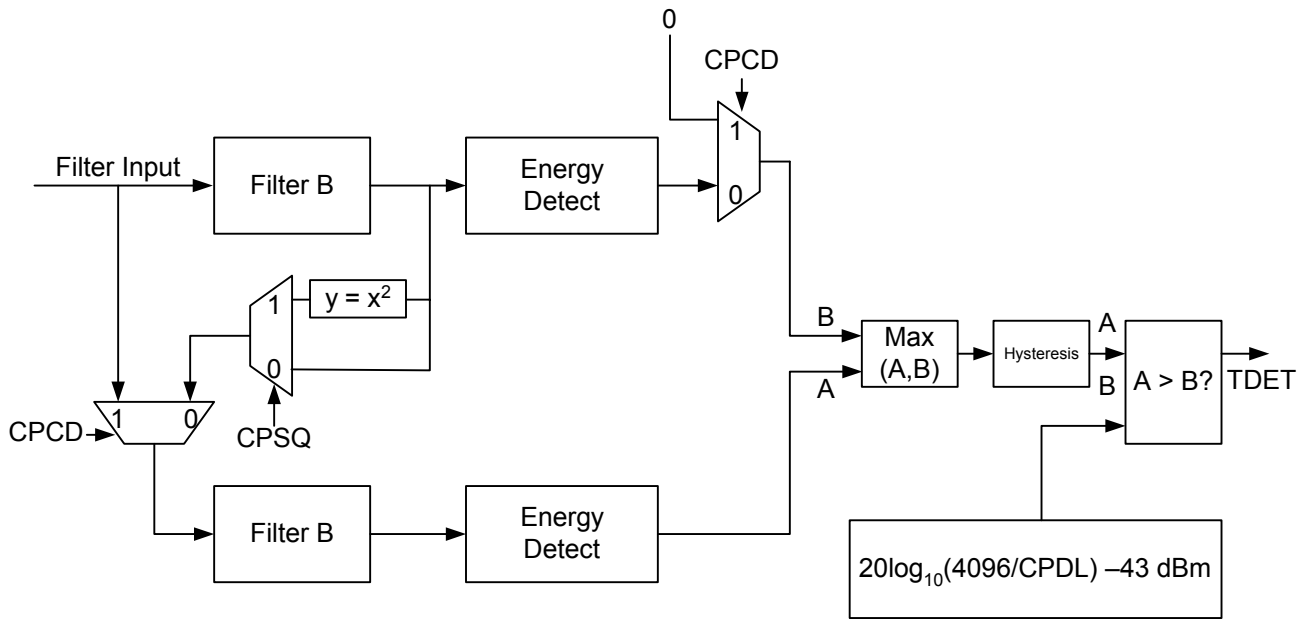 0
CPCD
1
0
Filter Input
Filter B
Energy
Detect
y = x²
1
0
CPSQ
1
0
CPCD
Filter B
Energy
Detect
B
A
Max
(A,B)
Hysteresis
A
B
A > B?
TDET
20log₁₀(4096/CPDL) –43 dBm